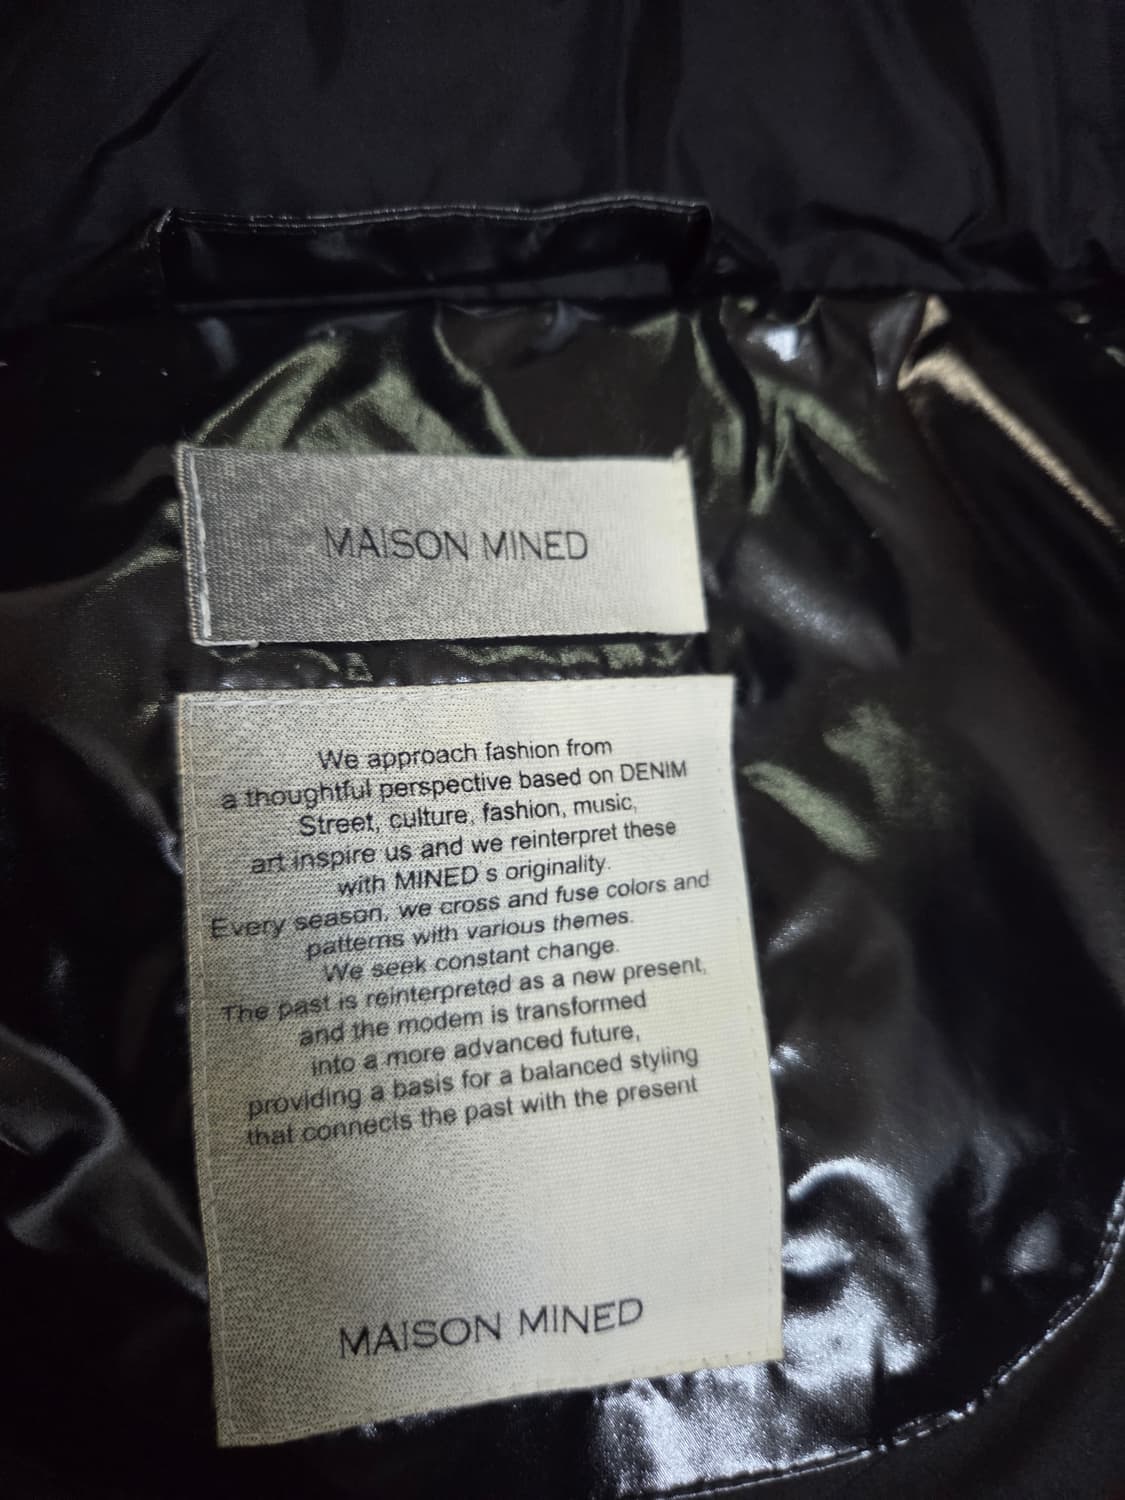 MAISON MINED
We approach fashion from
a thoughtful perspective based on DENIM
Street, culture, fashion, music,
art inspire us and we reinterpret these
with MINED s originality.
Every season, we cross and fuse colors and
patterns with various themes.
We seek constant change.
The past is reinterpreted as a new present,
and the modem is transformed
into a more advanced future,
providing a basis for a balanced styling
that connects the past with the present
MAISON MINED